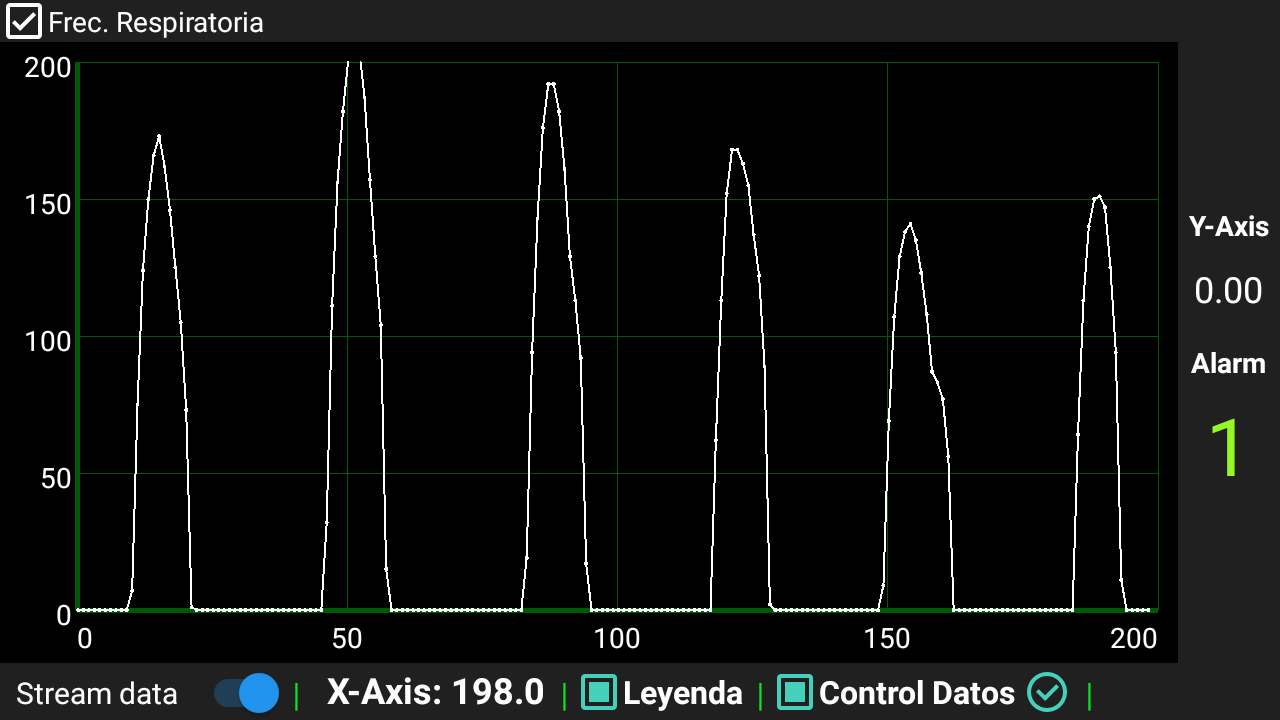 Frec. Respiratoria
200
150
100
50
0
0 50 100 150 200
Y-Axis
0.00
Alarm
1
Stream data | X-Axis: 198.0 | Leyenda | Control Datos |